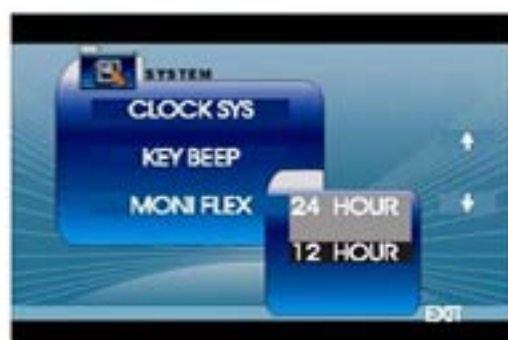 SYSTEM
CLOCK SYS
KEY BEEP
MONI FLEX
24 HOUR
12 HOUR
EXIT